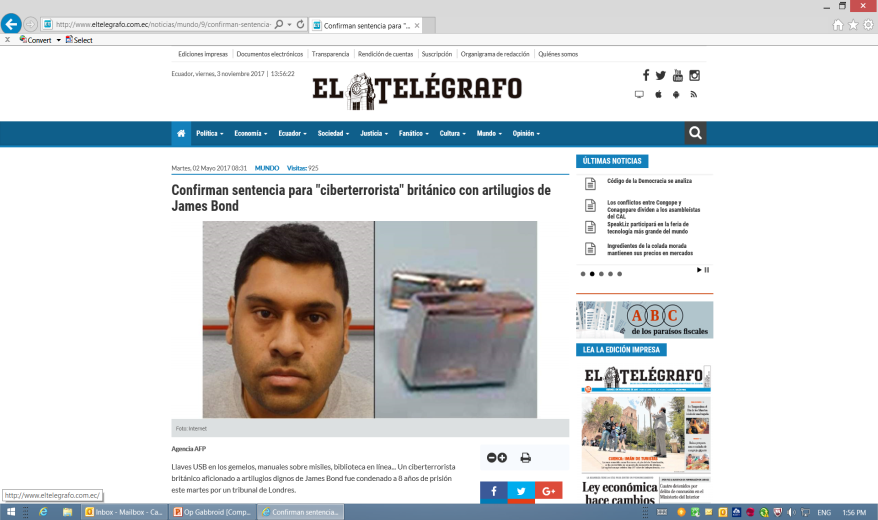 http://www.eltelegrafo.com.ec/noticias/mundo/9/confirman-sentencia-
Confirman sentencia para "...
Convert
Select
Ediciones impresas
Documentos electrónicos
Transparencia
Rendición de cuentas
Suscripción
Organigrama de redacción
Quiénes somos
Ecuador, viernes, 3 noviembre 2017 | 13:56:22
EL TELÉGRAFO
Política
Economía
Ecuador
Sociedad
Justicia
Fanático
Cultura
Mundo
Opinión
Martes, 02 Mayo 2017 08:31 MUNDO Visitas: 925
Confirman sentencia para "ciberterrorista" británico con artilugios de
James Bond
Foto: Internet
Agencia AFP
Llaves USB en los gemelos, manuales sobre misiles, biblioteca en línea... Un ciberterrorista
británico aficionado a artilugios dignos de James Bond fue condenado a 8 años de prisión
este martes por un tribunal de Londres.
G+
ÚLTIMAS NOTICIAS
Código de la Democracia se analiza
Los conflictos entre Congope y
Conagopare dividen a los asambleístas
del CAL
SpeakLiz participará en la feria de
tecnología más grande del mundo
Ingredientes de la colada morada
mantienen sus precios en mercados
A B C
de los paraísos fiscales
LEA LA EDICIÓN IMPRESA
EL TELÉGRAFO
Ley económica
hace cambios
http://www.eltelegrafo.com.ec/
Inbox - Mailbox - Ca...
Op Gabbroid [Comp...
Confirman sentencia...
ENG
1:56 PM